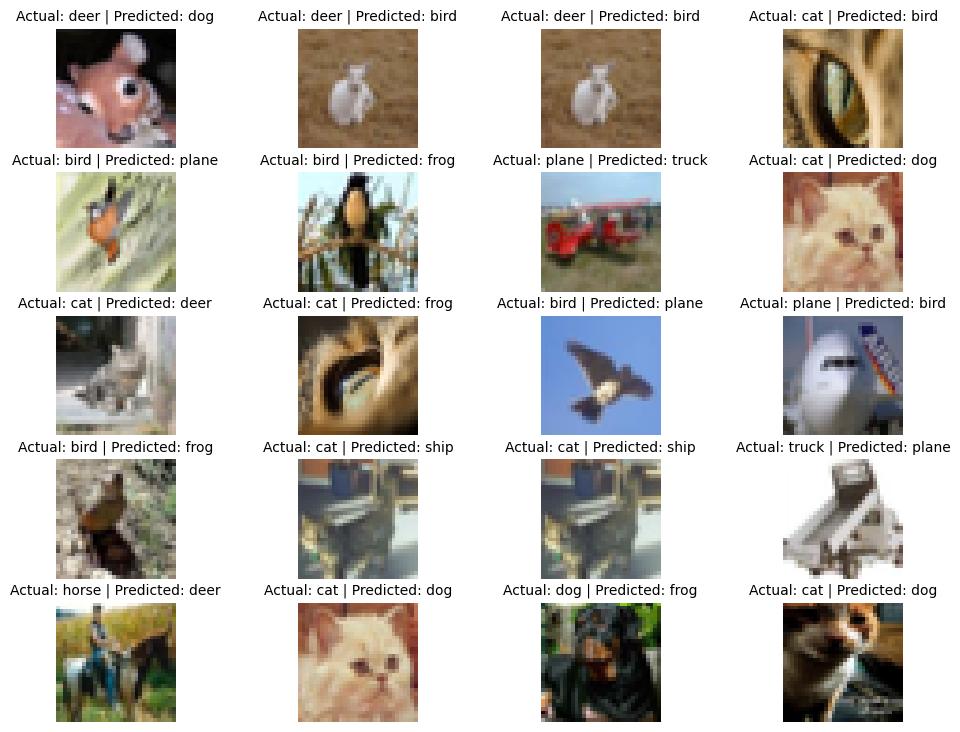 Actual: deer | Predicted: dog
Actual: deer | Predicted: bird
Actual: deer | Predicted: bird
Actual: cat | Predicted: bird
Actual: bird | Predicted: plane
Actual: bird | Predicted: frog
Actual: plane | Predicted: truck
Actual: cat | Predicted: dog
Actual: cat | Predicted: deer
Actual: cat | Predicted: frog
Actual: bird | Predicted: plane
Actual: plane | Predicted: bird
Actual: bird | Predicted: frog
Actual: cat | Predicted: ship
Actual: cat | Predicted: ship
Actual: truck | Predicted: plane
Actual: horse | Predicted: deer
Actual: cat | Predicted: dog
Actual: dog | Predicted: frog
Actual: cat | Predicted: dog